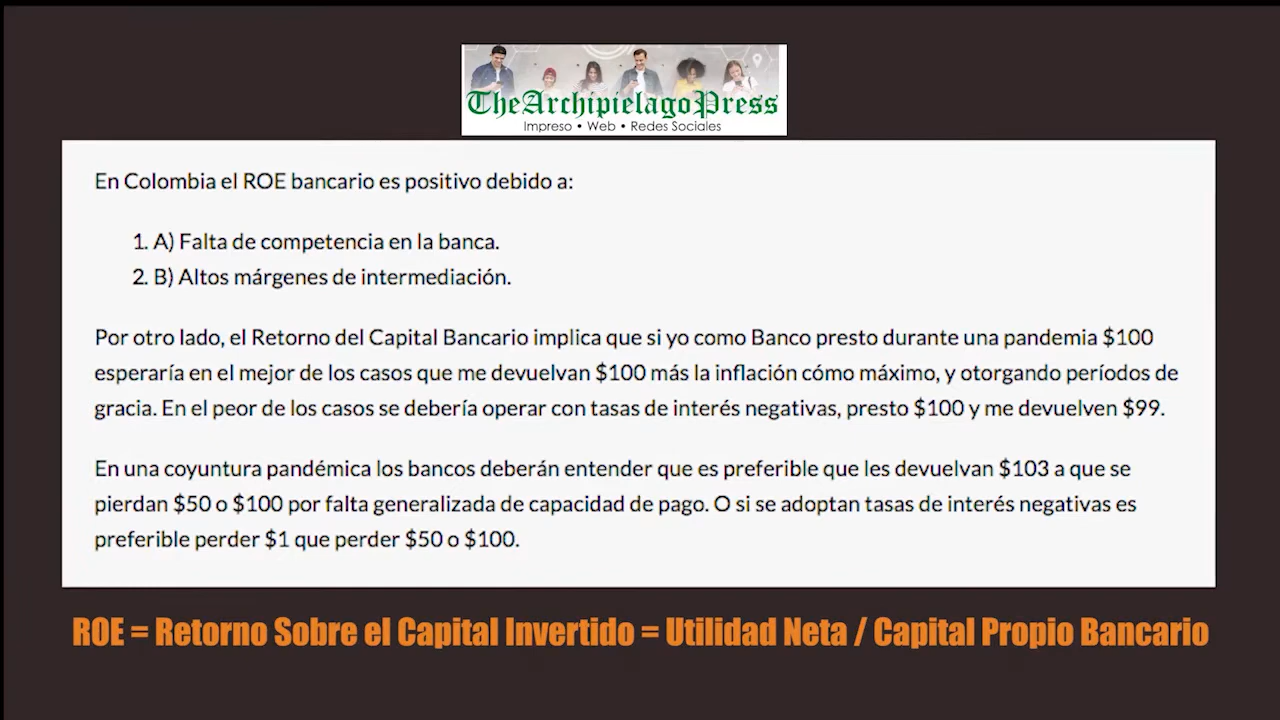 TheArchipielagoPress
Impreso • Web • Redes Sociales
En Colombia el ROE bancario es positivo debido a:
1. A) Falta de competencia en la banca.
2. B) Altos márgenes de intermediación.
Por otro lado, el Retorno del Capital Bancario implica que si yo como Banco presto durante una pandemia $100
esperaría en el mejor de los casos que me devuelvan $100 más la inflación cómo máximo, y otorgando períodos de
gracia. En el peor de los casos se debería operar con tasas de interés negativas, presto $100 y me devuelven $99.
En una coyuntura pandémica los bancos deberán entender que es preferible que les devuelvan $103 a que se
pierdan $50 o $100 por falta generalizada de capacidad de pago. O si se adoptan tasas de interés negativas es
preferible perder $1 que perder $50 o $100.
ROE = Retorno Sobre el Capital Invertido = Utilidad Neta / Capital Propio Bancario